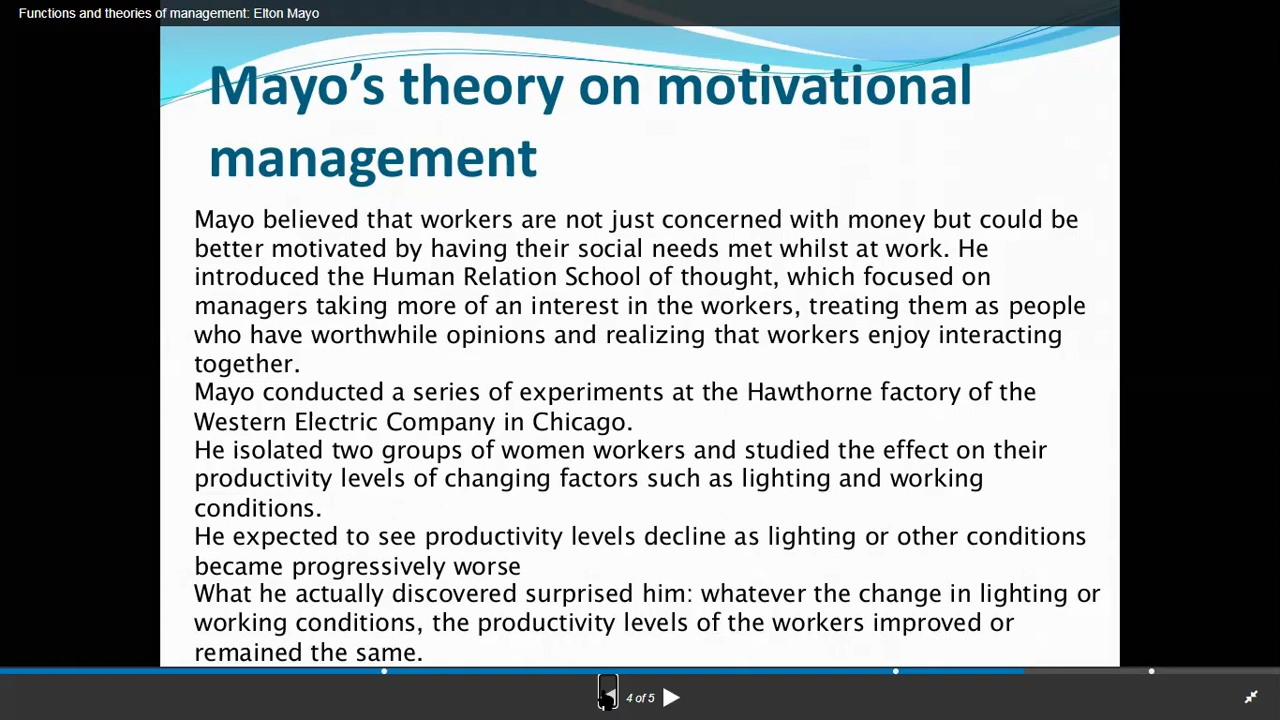 Functions and theories of management: Elton Mayo
Mayo's theory on motivational
management
Mayo believed that workers are not just concerned with money but could be
better motivated by having their social needs met whilst at work. He
introduced the Human Relation School of thought, which focused on
managers taking more of an interest in the workers, treating them as people
who have worthwhile opinions and realizing that workers enjoy interacting
together.
Mayo conducted a series of experiments at the Hawthorne factory of the
Western Electric Company in Chicago.
He isolated two groups of women workers and studied the effect on their
productivity levels of changing factors such as lighting and working
conditions.
He expected to see productivity levels decline as lighting or other conditions
became progressively worse
What he actually discovered surprised him: whatever the change in lighting or
working conditions, the productivity levels of the workers improved or
remained the same.
4 of 5